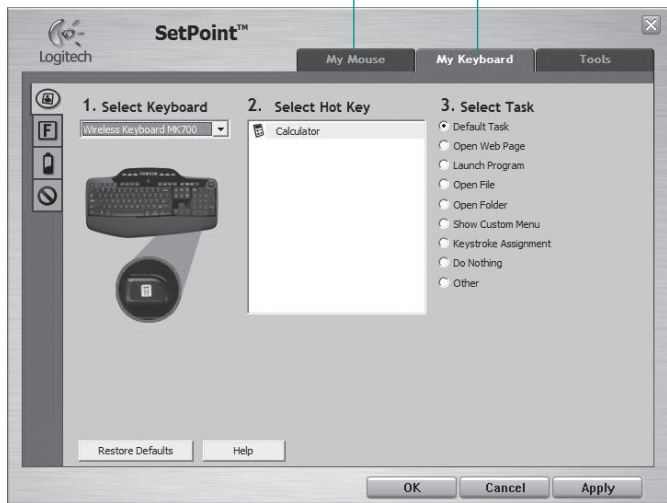 Logitech
SetPoint™
My Mouse
My Keyboard
Tools
1. Select Keyboard
Wireless Keyboard MK700
2. Select Hot Key
Calculator
3. Select Task
Default Task
Open Web Page
Launch Program
Open File
Open Folder
Show Custom Menu
Keystroke Assignment
Do Nothing
Other
F
Restore Defaults
Help
OK
Cancel
Apply